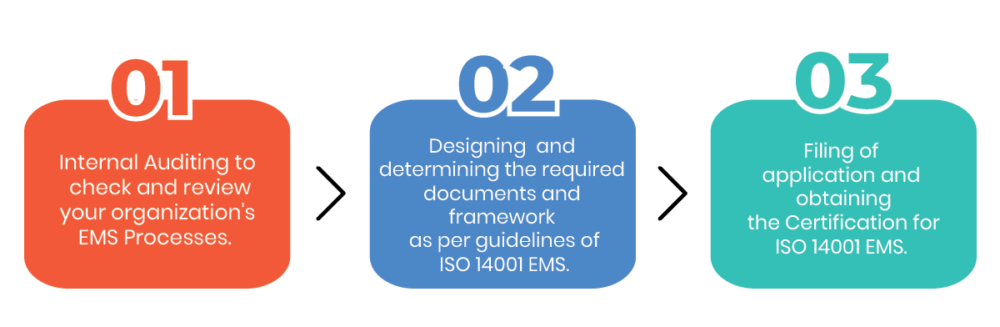 01
Internal Auditing to
check and review
your organization's
EMS Processes.
02
Designing and
determining the required
documents and
framework
as per guidelines of
ISO 14001 EMS.
03
Filing of
application and
obtaining
the Certification for
ISO 14001 EMS.